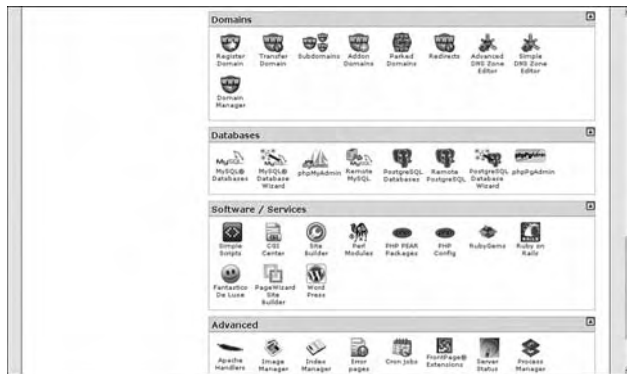 Domains
Register Domain
Transfer Domain
Subdomains
Addon Domains
Parked Domains
Redirects
Advanced DNS Zone Editor
Simple DNS Zone Editor
Domain Manager
Databases
MySQL
MySQL® Databases
MySQL® Database Wizard
phpMyAdmin
Remote MySQL
PostgreSQL Databases
Remote PostgreSQL
PostgreSQL Database Wizard
phpPgAdmin
phpPgAdmin
Software / Services
Simple Scripts
CGI Center
Site Builder
Perl Modules
PHP PEAR Packages
PHP Config
RubyGems
RAILS
Ruby on Rails
Fantastico De Luxe
PageWizard Site Builder
Word Press
Advanced
Apache Handlers
Image Manager
Index Manager
Error pages
Cron jobs
FrontPage® Extensions
Server Status
Process Manager